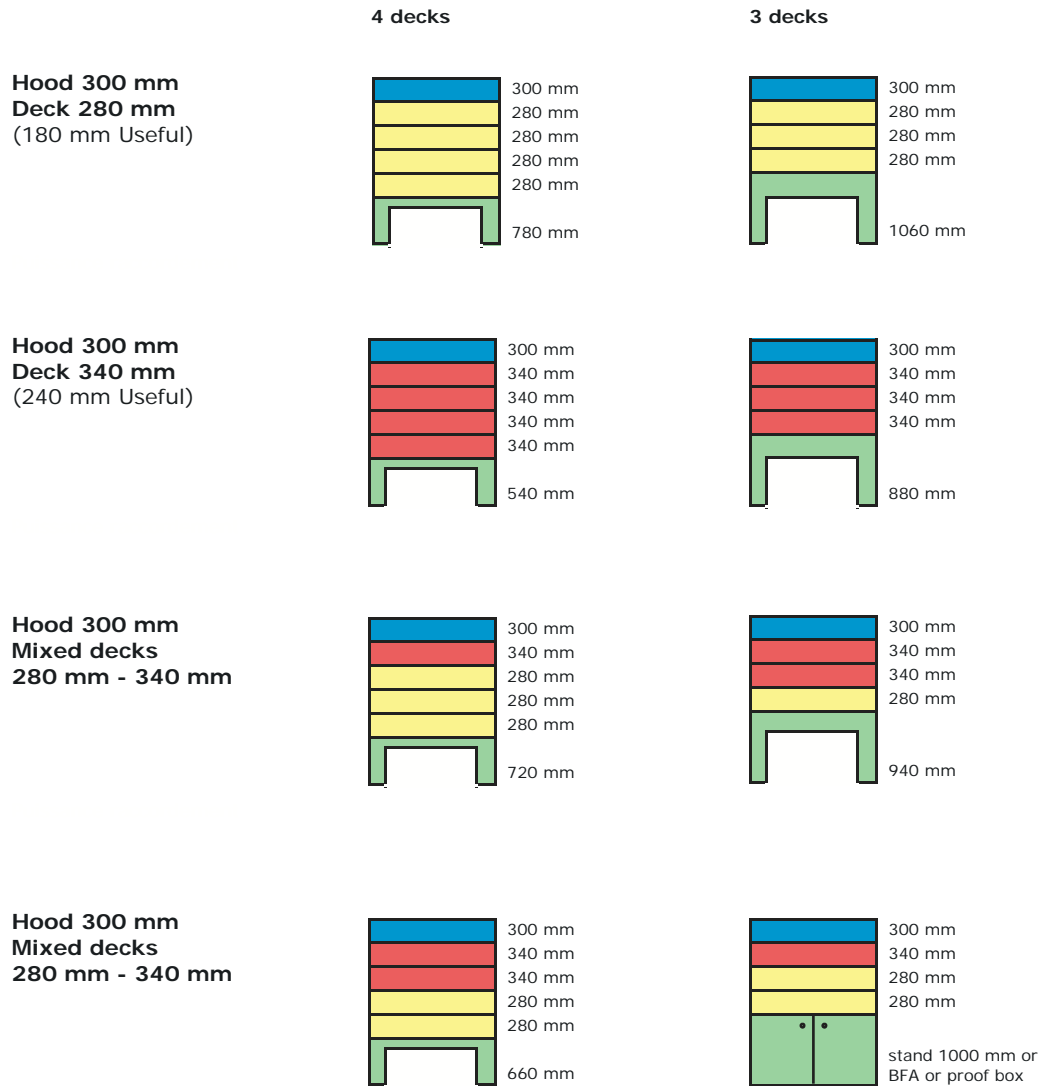 4 decks
3 decks
Hood 300 mm
Deck 280 mm
(180 mm Useful)
300 mm
280 mm
280 mm
280 mm
280 mm
780 mm
300 mm
280 mm
280 mm
280 mm
1060 mm
Hood 300 mm
Deck 340 mm
(240 mm Useful)
300 mm
340 mm
340 mm
340 mm
340 mm
540 mm
300 mm
340 mm
340 mm
340 mm
880 mm
Hood 300 mm
Mixed decks
280 mm - 340 mm
300 mm
340 mm
280 mm
280 mm
280 mm
720 mm
300 mm
340 mm
340 mm
280 mm
940 mm
Hood 300 mm
Mixed decks
280 mm - 340 mm
300 mm
340 mm
340 mm
280 mm
280 mm
660 mm
300 mm
340 mm
280 mm
280 mm
stand 1000 mm or
BFA or proof box